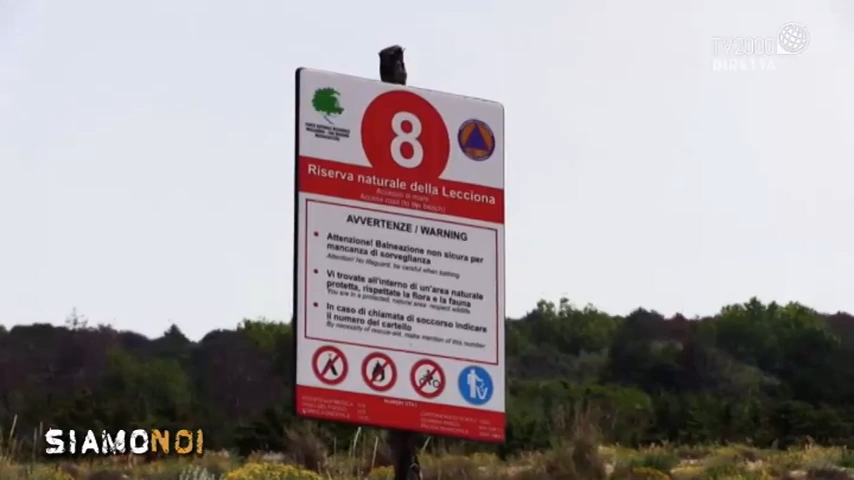 TV2000
DIRETTA
8
Riserva naturale della Lecciona
Accesso al mare
Access road (to the beach)
AVVERTENZE / WARNING
Attenzione! Balneazione non sicura per
mancanza di sorveglianza
Attention! No lifeguard, be careful when bathing
Vi trovate all'interno di un'area naturale
protetta, rispettate la flora e la fauna
You are in a protected, natural area respect wildlife
In caso di chiamata di soccorso indicare
il numero del cartello
By necessity of rescue-aid, make mention of this number
NUMERI UTILI
SIAMONOI